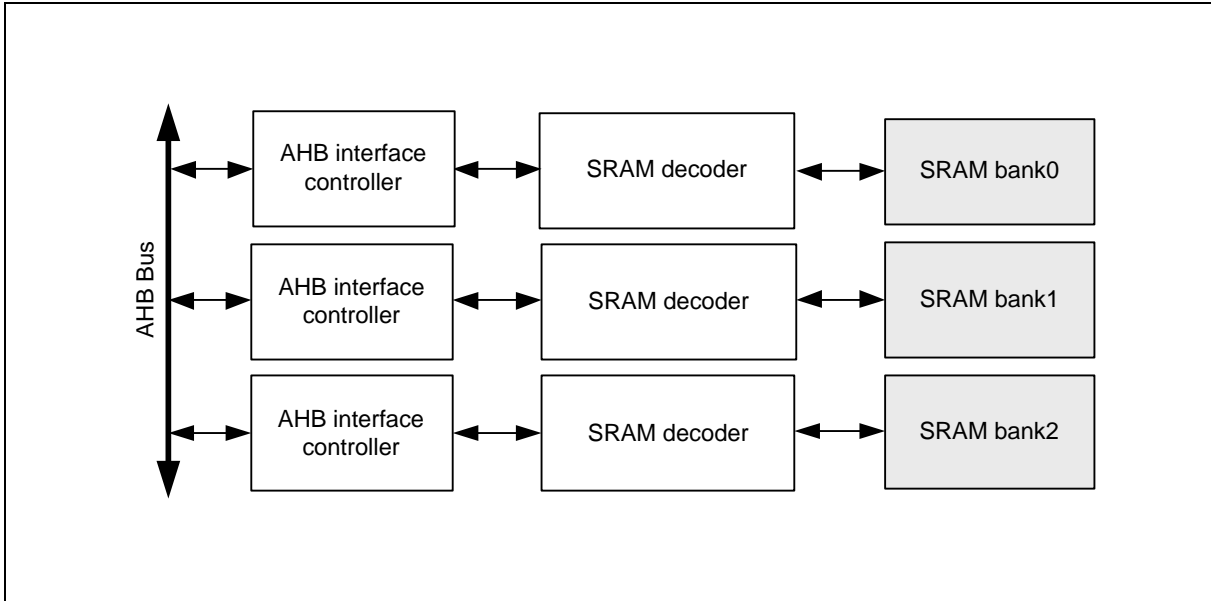 AHB Bus
AHB interface
controller
SRAM decoder
SRAM bank0
AHB interface
controller
SRAM decoder
SRAM bank1
AHB interface
controller
SRAM decoder
SRAM bank2